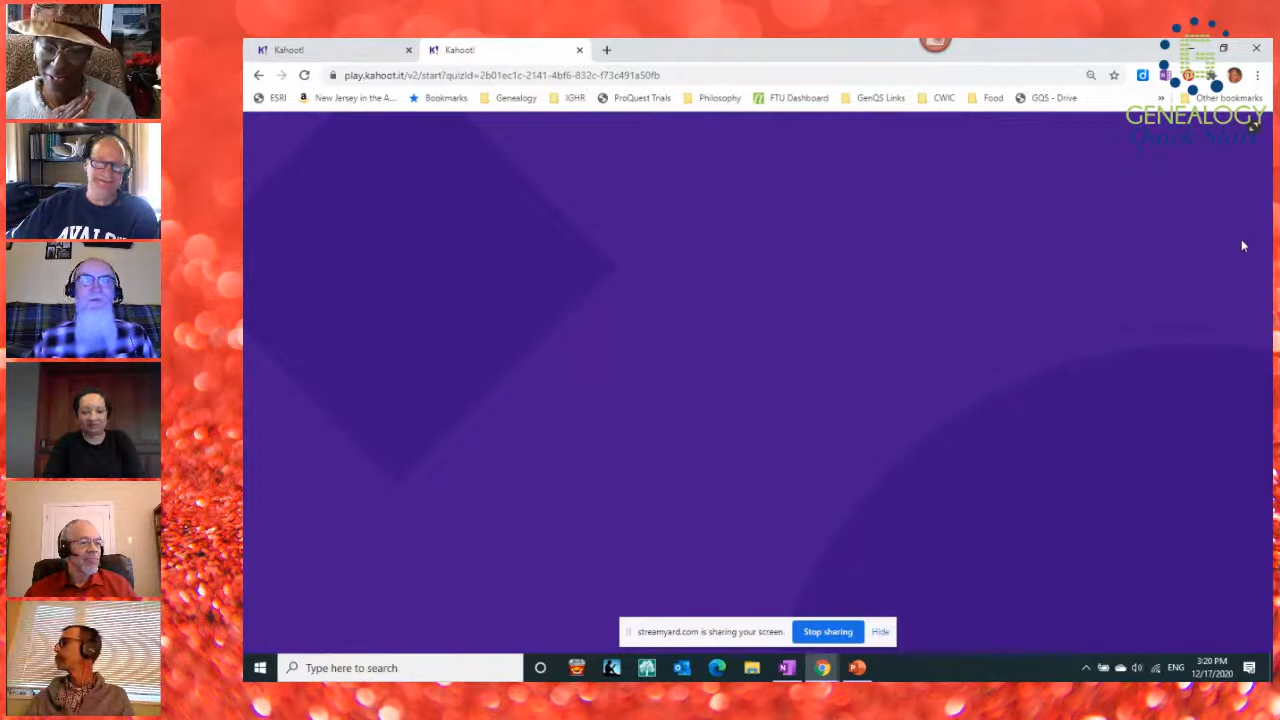 Kahoot!
Kahoot!
play.kahoot.it/v2/start?quizId=2b01ec1c-2141-4bf6-832c-f73c491a50fb
ESRI
New Jersey in the A...
Bookmarks
Genealogy
IGHR
ProQuest Trials
Philosophy
FTU Dashboard
GenQS Links
CWIC
Food
GQS - Drive
»
Other bookmarks
GENEALOGY
Quick Start
streamyard.com is sharing your screen.
Stop sharing
Hide
Type here to search
ENG
3:20 PM
12/17/2020